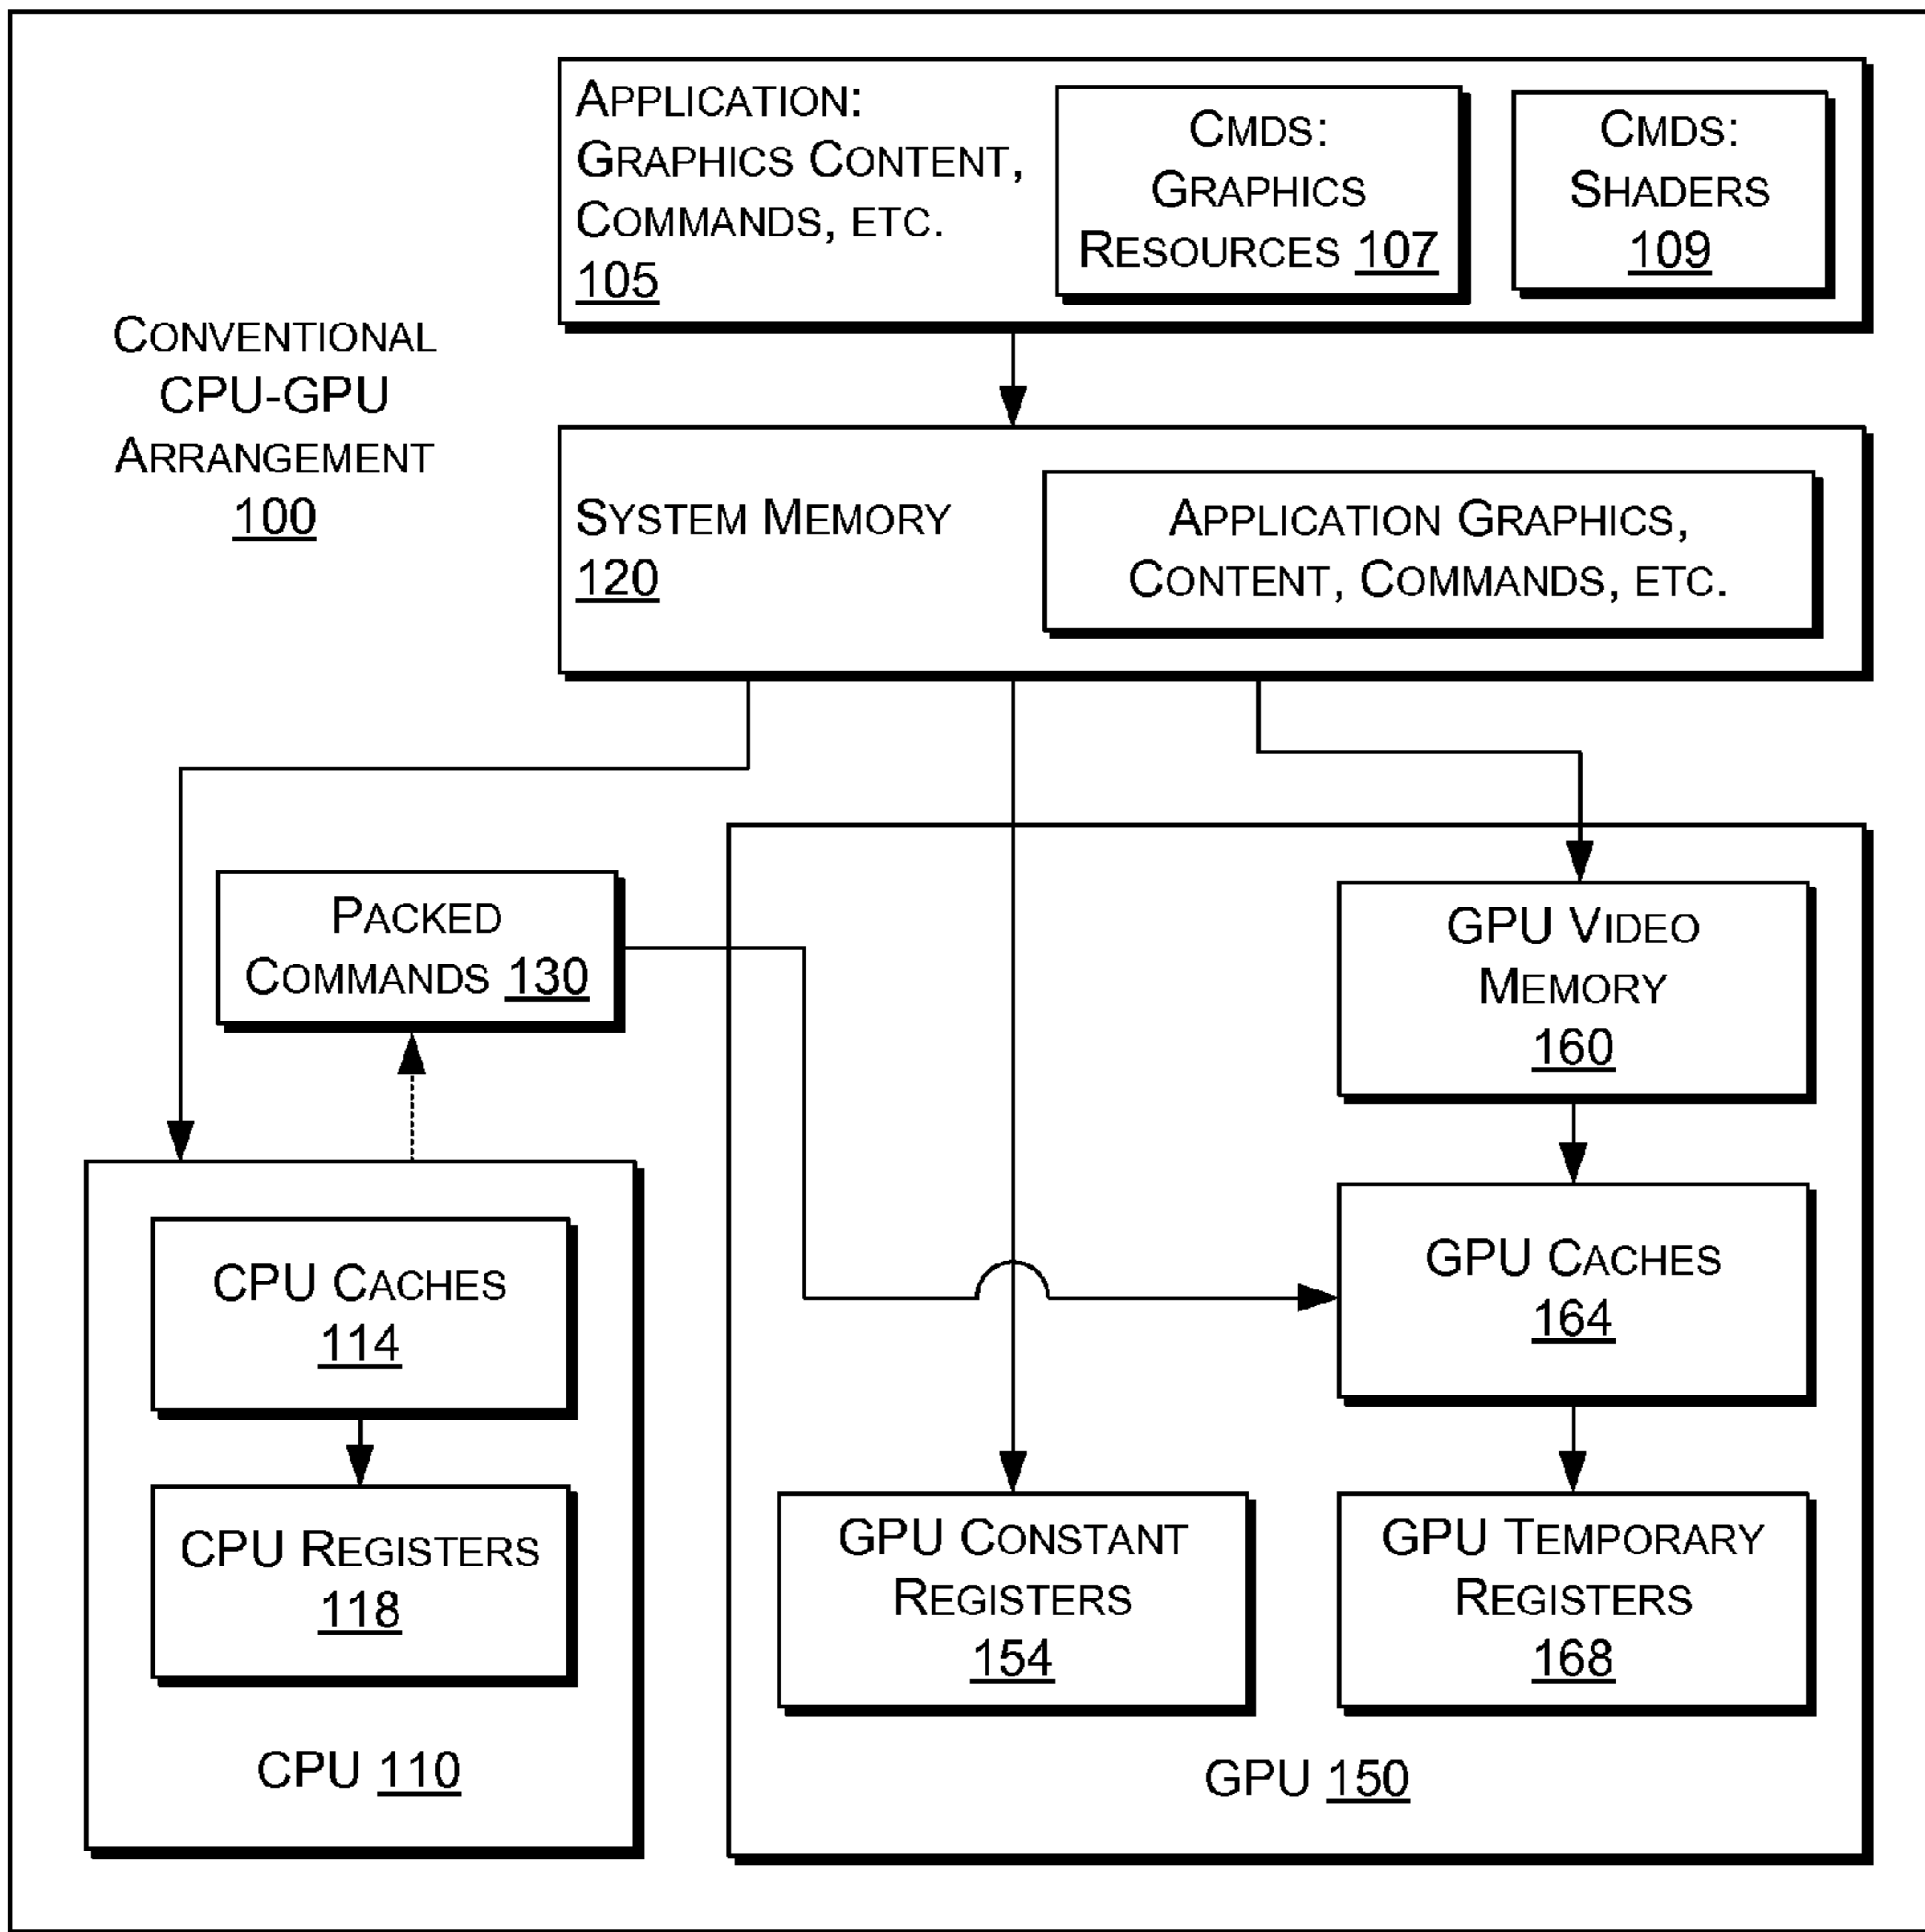 APPLICATION:
GRAPHICS CONTENT,
COMMANDS, ETC.
105
CMDS:
GRAPHICS
RESOURCES 107
CMDS:
SHADERS
109
CONVENTIONAL
CPU-GPU
ARRANGEMENT
100
SYSTEM MEMORY
120
APPLICATION GRAPHICS,
CONTENT, COMMANDS, ETC.
PACKED
COMMANDS 130
GPU VIDEO
MEMORY
160
CPU CACHES
114
GPU CACHES
164
CPU REGISTERS
118
GPU CONSTANT
REGISTERS
154
GPU TEMPORARY
REGISTERS
168
CPU 110
GPU 150